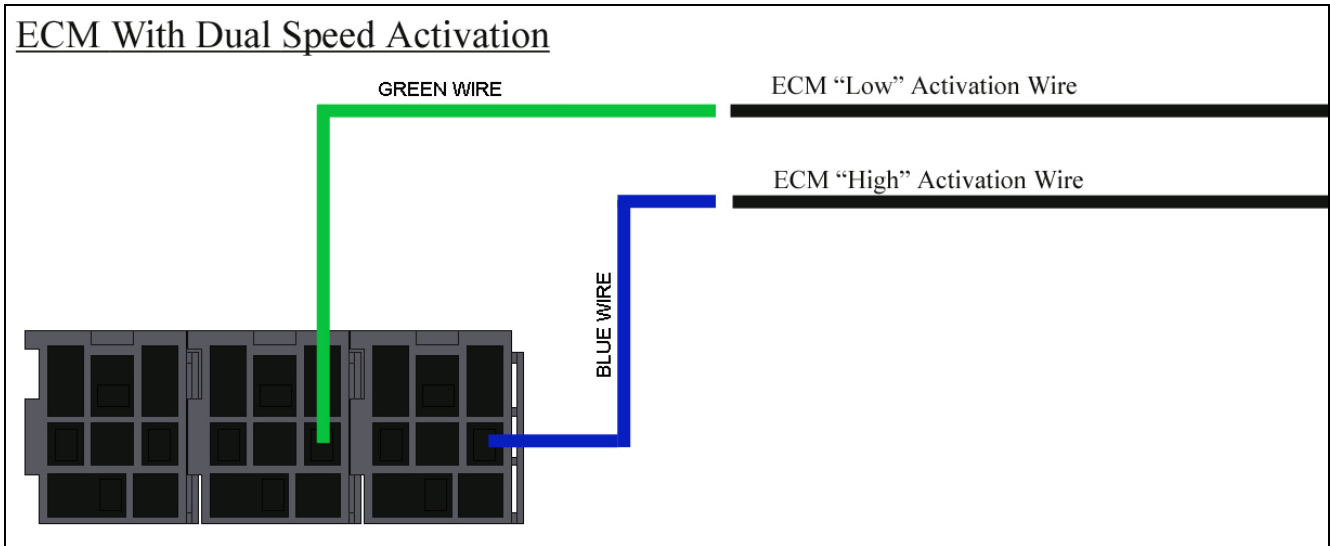 ECM With Dual Speed Activation
GREEN WIRE
ECM “Low” Activation Wire
ECM “High” Activation Wire
BLUE WIRE